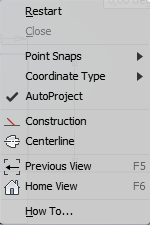 Restart
Close
Point Snaps
Coordinate Type
AutoProject
Construction
Centerline
Previous View F5
Home View F6
How To...